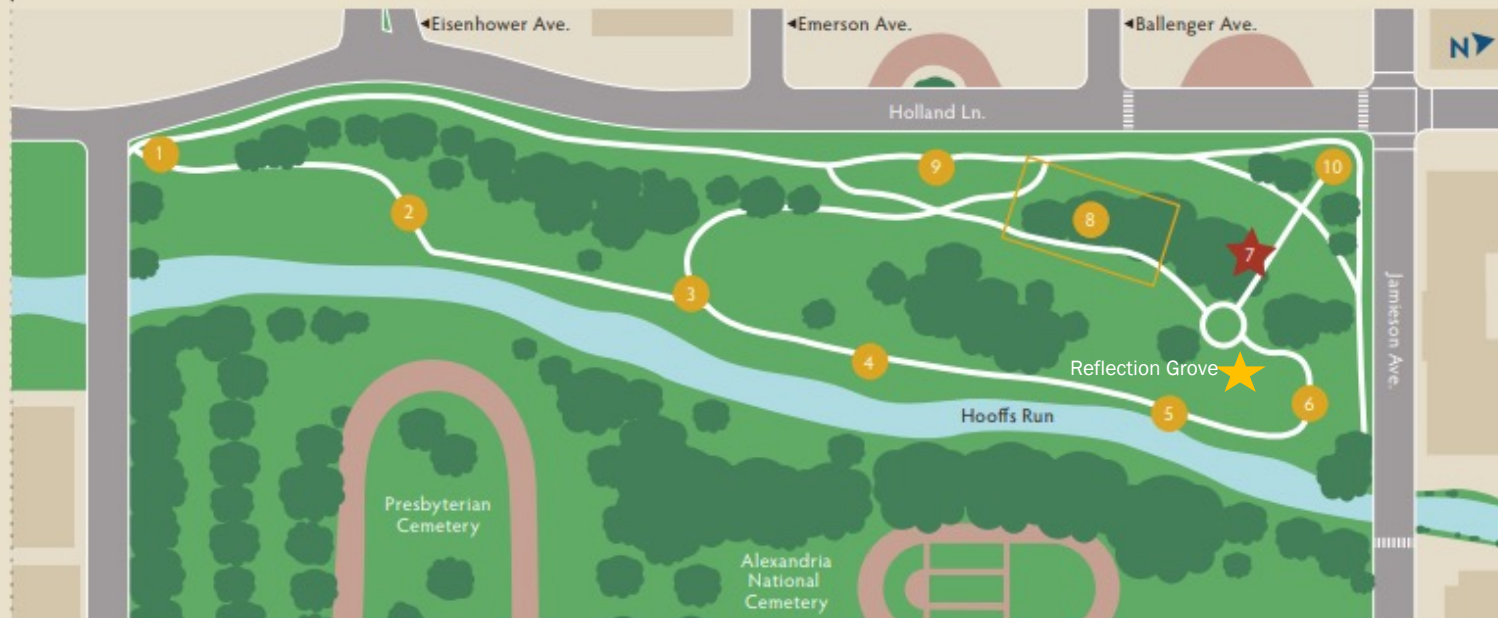 ◄Eisenhower Ave.
◄Emerson Ave.
◄Ballenger Ave.
N
Holland Ln.
1
9
10
2
8
7
3
Jamieson Ave.
4
Reflection Grove
6
5
Hooffs Run
Presbyterian
Cemetery
Alexandria
National
Cemetery